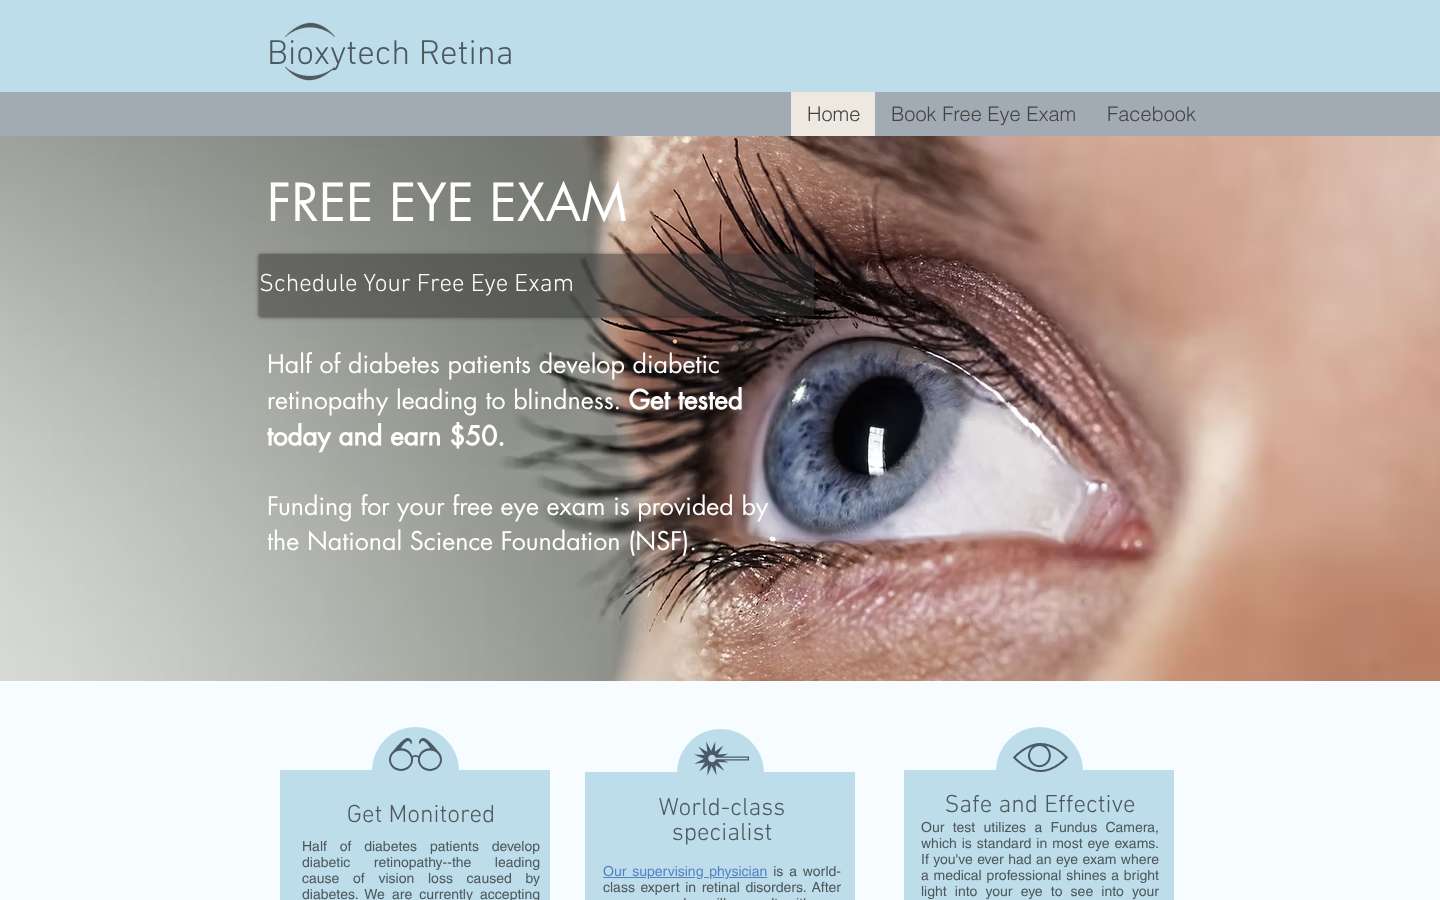 Bioxytech Retina
Home
Book Free Eye Exam
Facebook
FREE EYE EXAM
Schedule Your Free Eye Exam
Half of diabetes patients develop diabetic
retinopathy leading to blindness. Get tested
today and earn $50.
Funding for your free eye exam is provided by
the National Science Foundation (NSF).
Get Monitored
Half of diabetes patients develop
diabetic retinopathy--the leading
cause of vision loss caused by
diabetes. We are currently accepting
World-class
specialist
Our supervising physician is a world-
class expert in retinal disorders. After
Safe and Effective
Our test utilizes a Fundus Camera,
which is standard in most eye exams.
If you've ever had an eye exam where
a medical professional shines a bright
light into your eye to see into your